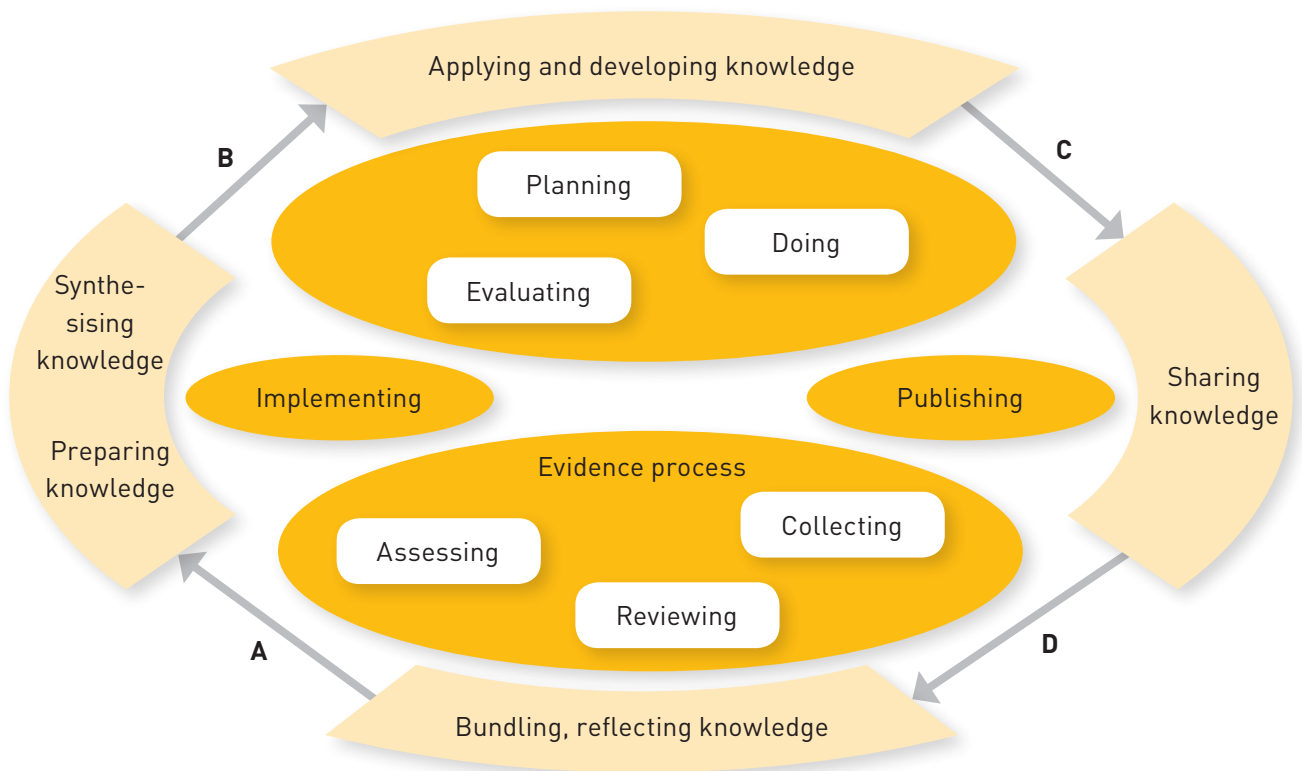 Applying and developing knowledge
B
C
Planning
Doing
Evaluating
Synthe-
sising
knowledge
Preparing
knowledge
Implementing
Publishing
Sharing
knowledge
Evidence process
Collecting
Assessing
Reviewing
A
D
Bundling, reflecting knowledge